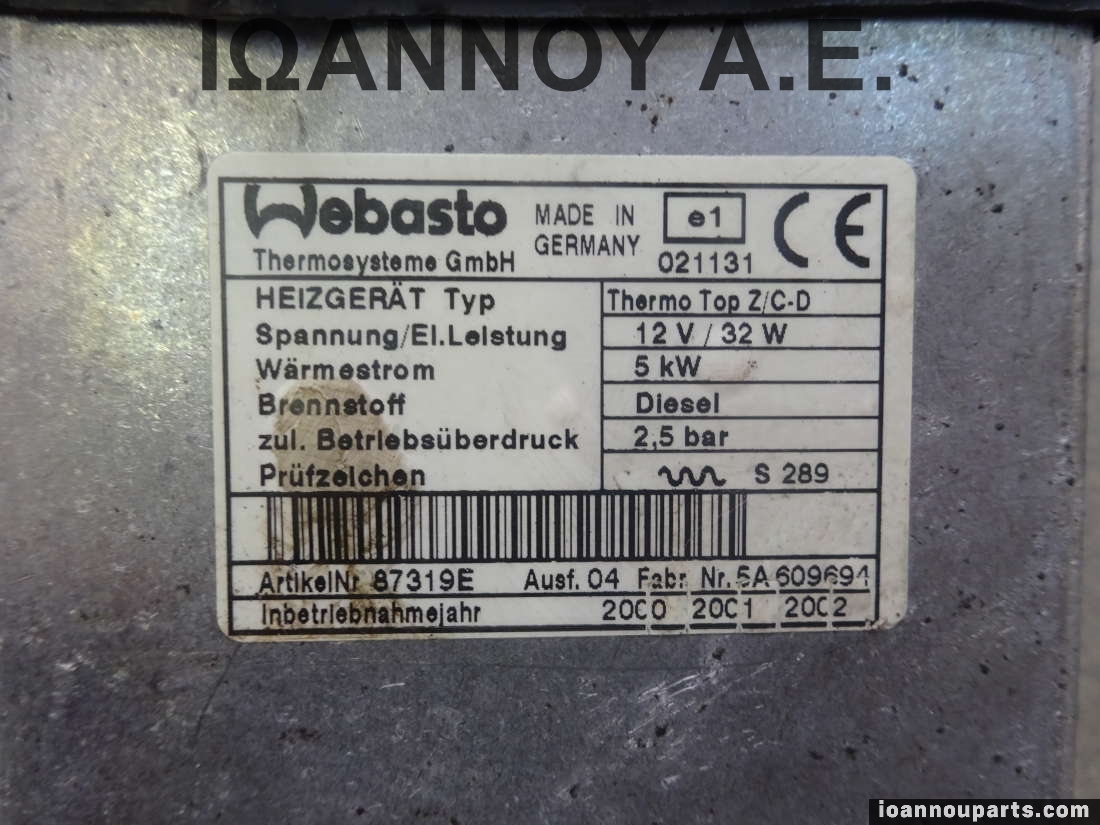 ΙΩΑΝΝΟΥ Α.Ε.
Webasto
Thermosysteme GmbH
MADE IN
GERMANY
e1
021131
CE
HEIZGERÄT Typ Thermo Top Z/C-D
Spannung/El.Leistung 12 V / 32 W
Wärmestrom 5 kW
Brennstoff Diesel
zul. Betriebsüberdruck 2,5 bar
Prüfzeichen S 289
ArtikelNr 87319E Ausf. 04 Fabr Nr. 5A 609694
Inbetriebnahmejahr 2000 2001 2002
ioannouparts.com